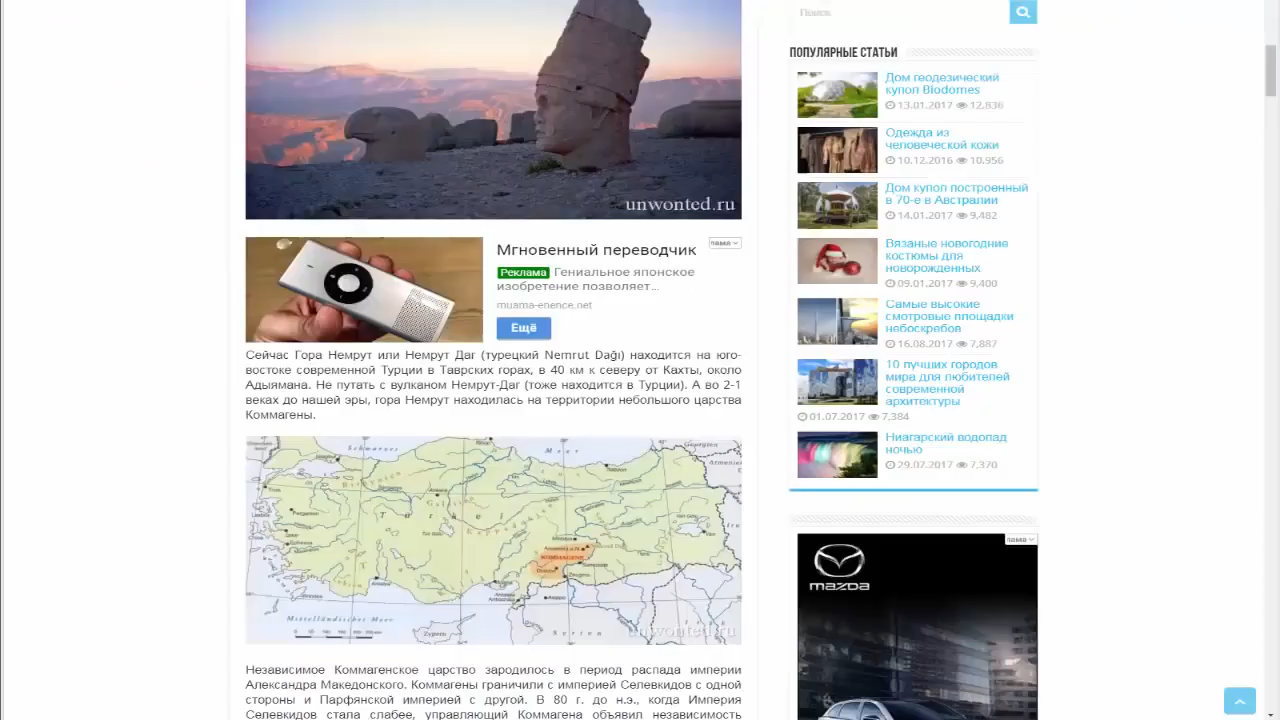 Поиск
unwonted.ru
Мгновенный переводчик
Реклама Гениальное японское
изобретение позволяет...
muama-enence.net
Ещё
Сейчас Гора Немрут или Немрут Даг (турецкий Nemrut Dağı) находится на юго-
востоке современной Турции в Таврских горах, в 40 км к северу от Кахты, около
Адыямана. Не путать с вулканом Немрут-Даг (тоже находится в Турции). А во 2-1
веках до нашей эры, гора Немрут находилась на территории небольшого царства
Коммагены.
Schwarzes
Meer
Mittelländisches Meer
Zypern
Syrien
unwonted.ru
Независимое Коммагенское царство зародилось в период распада империи
Александра Македонского. Коммагены граничили с империей Селевкидов с одной
стороны и Парфянской империей с другой. В 80 г. до н.э., когда Империя
Селевкидов стала слабее, управляющий Коммагена объявил независимость
ПОПУЛЯРНЫЕ СТАТЬИ
Дом геодезический
купол Biodomes
13.01.2017 12,836
Одежда из
человеческой кожи
10.12.2016 10,956
Дом купол построенный
в 70-е в Австралии
14.01.2017 9,482
Вязаные новогодние
костюмы для
новорожденных
09.01.2017 9,400
Самые высокие
смотровые площадки
небоскребов
16.08.2017 7,887
10 лучших городов
мира для любителей
современной
архитектуры
01.07.2017 7,384
Ниагарский водопад
ночью
29.07.2017 7,370
mazda